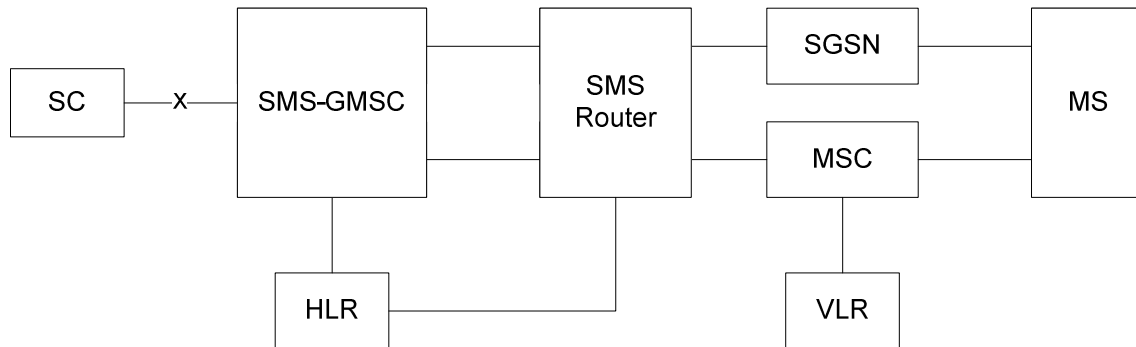 SC
X
SMS-GMSC
SMS
Router
SGSN
MSC
MS
HLR
VLR